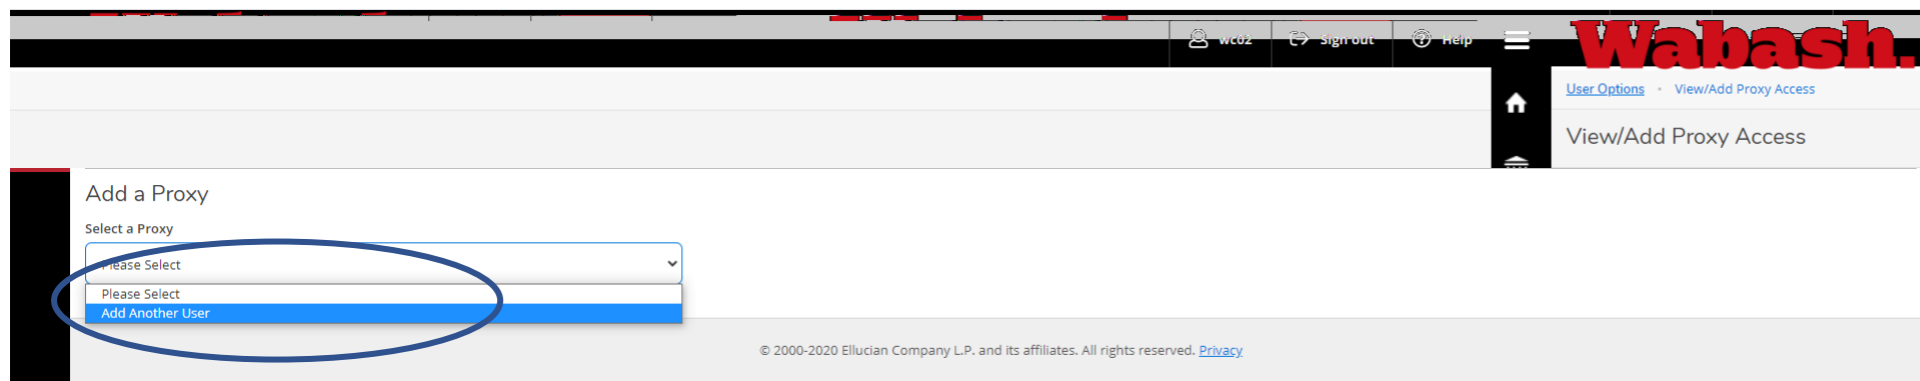 wco2 Sign out Help
Wabash.
User Options • View/Add Proxy Access
View/Add Proxy Access
Add a Proxy
Select a Proxy
Please Select
Please Select
Add Another User
© 2000-2020 Ellucian Company L.P. and its affiliates. All rights reserved. Privacy